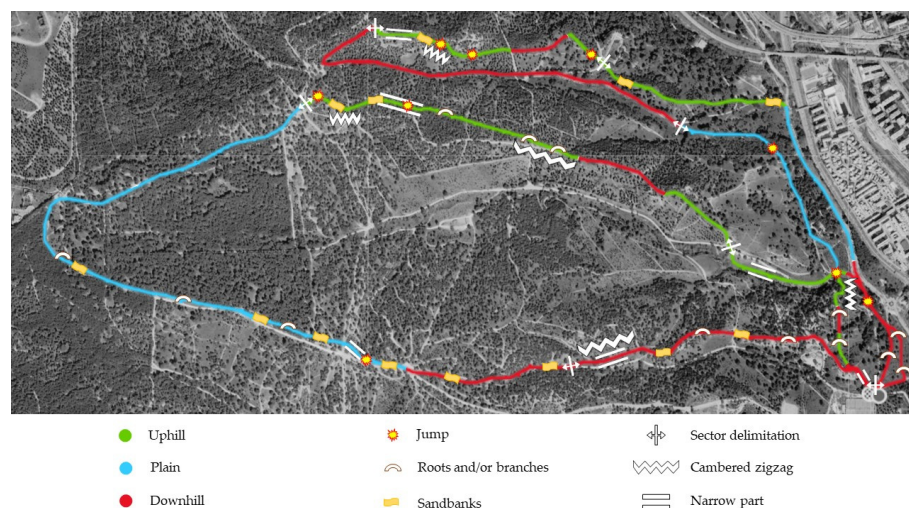 Uphill
Jump
Sector delimitation
Plain
Roots and/or branches
Cambered zigzag
Downhill
Sandbanks
Narrow part